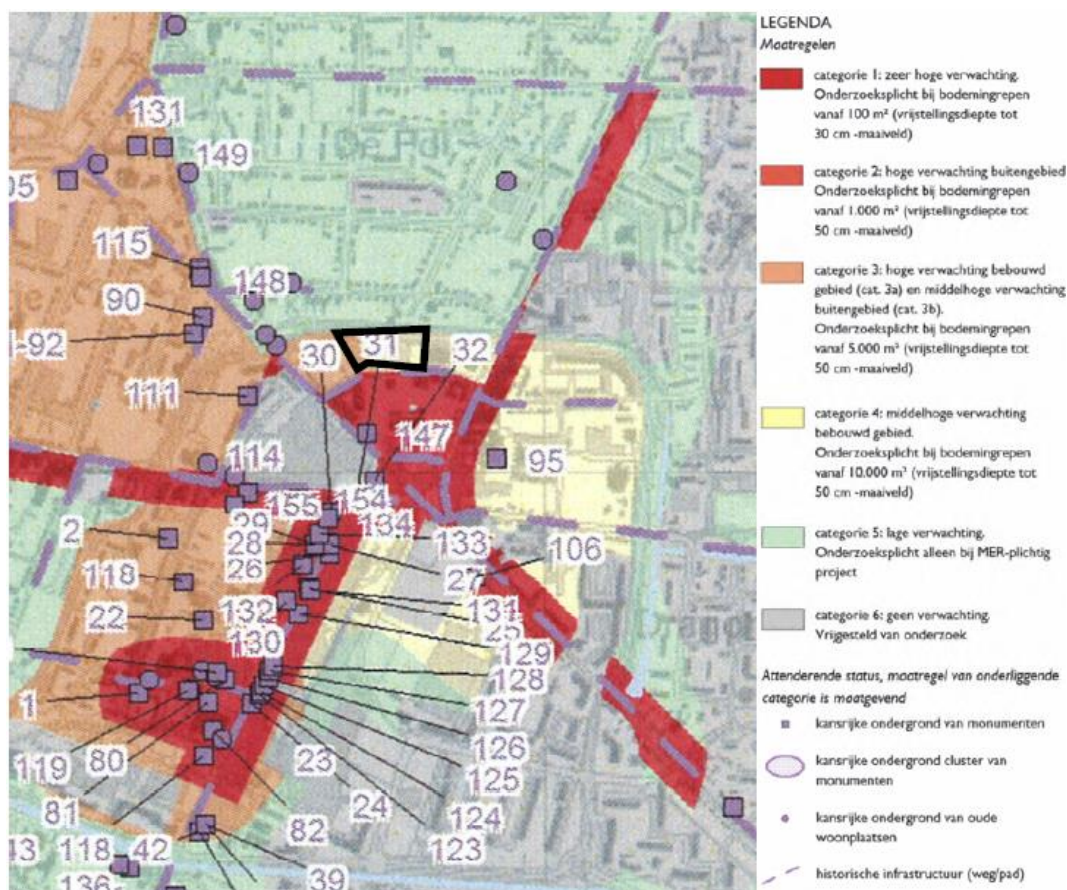 LEGENDA
Maatregelen
categorie 1: zeer hoge verwachting.
Onderzoeksplicht bij bodemingrepen
vanaf 100 m² (vrijstellingsdiepte tot
30 cm -maaiveld)
categorie 2: hoge verwachting buitengebied
Onderzoeksplicht bij bodemingrepen
vanaf 1.000 m² (vrijstellingsdiepte tot
50 cm -maaiveld)
categorie 3: hoge verwachting bebouwd
gebied (cat. 3a) en middelhoge verwachting
buitengebied (cat. 3b).
Onderzoeksplicht bij bodemingrepen
vanaf 5.000 m² (vrijstellingsdiepte tot
50 cm -maaiveld)
categorie 4: middelhoge verwachting
bebouwd gebied.
Onderzoeksplicht bij bodemingrepen
vanaf 10.000 m² (vrijstellingsdiepte tot
50 cm -maaiveld)
categorie 5: lage verwachting.
Onderzoeksplicht alleen bij MER-plichtig
project
categorie 6: geen verwachting.
Vrijgesteld van onderzoek
Attenderende status, maatregel van onderliggende
categorie is maatgevend
kansrijke ondergrond van monumenten
kansrijke ondergrond cluster van
monumenten
kansrijke ondergrond van oude
woonplaatsen
historische infrastructuur (weg/pad)
131
149
115
148
90
92
30
31
32
111
147
95
114
155
154
134
29
28
133
2
106
26
27
118
132
131
22
25
130
129
128
1
127
126
119
80
23
125
81
24
124
82
123
118
42
39
136